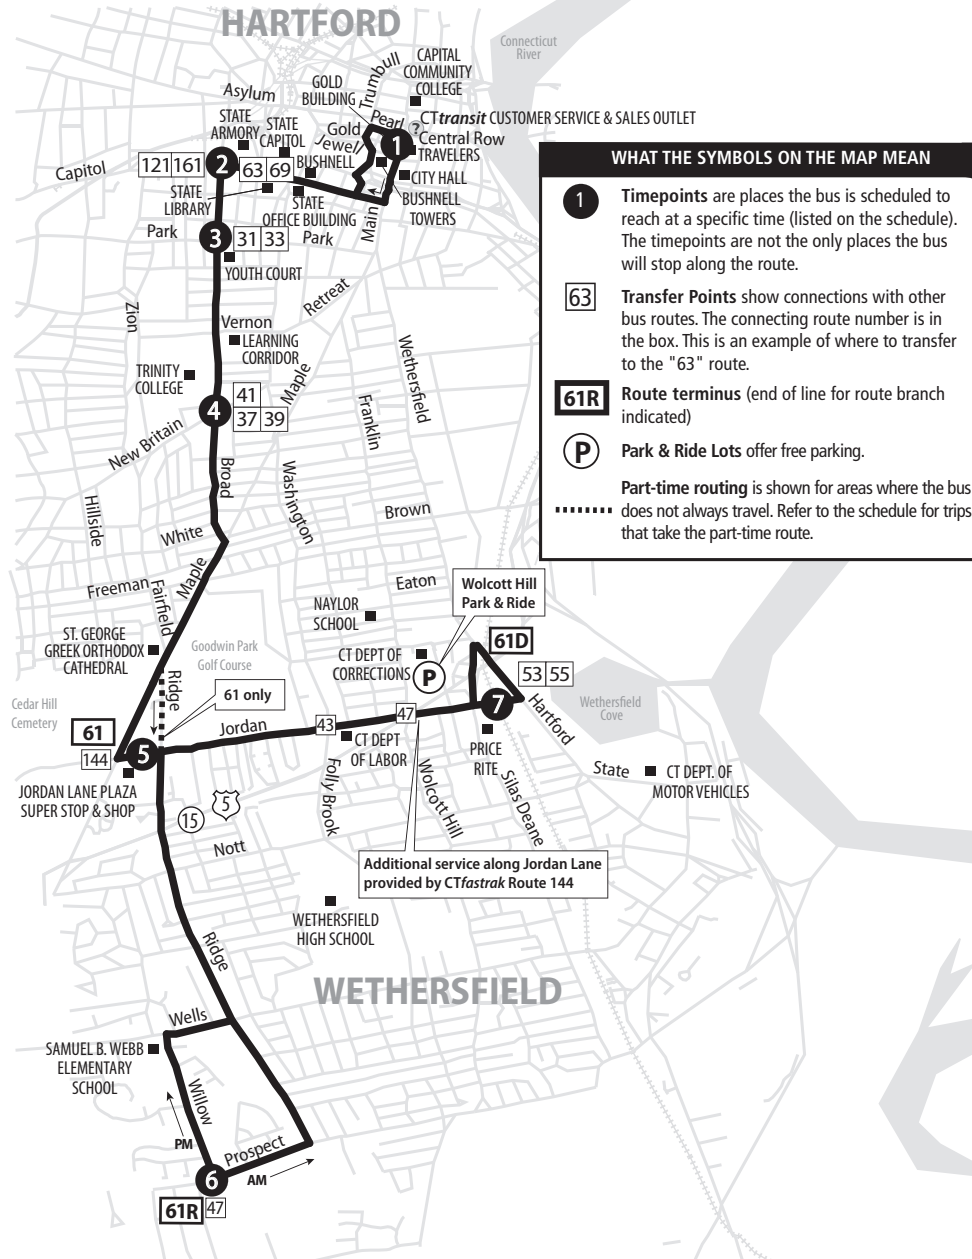 HARTFORD
Connecticut
River
CAPITAL
COMMUNITY
COLLEGE
Trumbull
GOLD
BUILDING
Asylum
Pearl
?
CTtransit CUSTOMER SERVICE & SALES OUTLET
STATE
ARMORY
STATE
CAPITOL
Gold
Jewell
1
Central Row
TRAVELERS
Capitol
121 161
2
63 69
BUSHNELL
CITY HALL
STATE
LIBRARY
STATE
OFFICE BUILDING
Main
BUSHNELL
TOWERS
Park
3
31 33
Park
YOUTH COURT
Retreat
Zion
Vernon
LEARNING
CORRIDOR
Wethersfield
TRINITY
COLLEGE
Maple
Franklin
4
41
37 39
New Britain
Broad
Washington
Hillside
Brown
White
Maple
Freeman
Fairfield
Eaton
Wolcott Hill
Park & Ride
NAYLOR
SCHOOL
ST. GEORGE
GREEK ORTHODOX
CATHEDRAL
Goodwin Park
Golf Course
CT DEPT OF
CORRECTIONS
P
61D
53 55
Cedar Hill
Cemetery
Ridge
61 only
7
Hartford
Wethersfield
Cove
61
144
5
Jordan
43
47
CT DEPT
OF LABOR
PRICE
RITE
State
CT DEPT. OF
MOTOR VEHICLES
JORDAN LANE PLAZA
SUPER STOP & SHOP
Folly Brook
Wolcott Hill
Silas Deane
15
5
Nott
Additional service along Jordan Lane
provided by CTfastrak Route 144
WETHERSFIELD
HIGH SCHOOL
Ridge
WETHERSFIELD
Wells
SAMUEL B. WEBB
ELEMENTARY
SCHOOL
Willow
PM
Prospect
AM
6
61R
47
WHAT THE SYMBOLS ON THE MAP MEAN
1
Timepoints are places the bus is scheduled to
reach at a specific time (listed on the schedule).
The timepoints are not the only places the bus
will stop along the route.
63
Transfer Points show connections with other
bus routes. The connecting route number is in
the box. This is an example of where to transfer
to the "63" route.
61R
Route terminus (end of line for route branch
indicated)
P
Park & Ride Lots offer free parking.
Part-time routing is shown for areas where the bus
does not always travel. Refer to the schedule for trips
that take the part-time route.